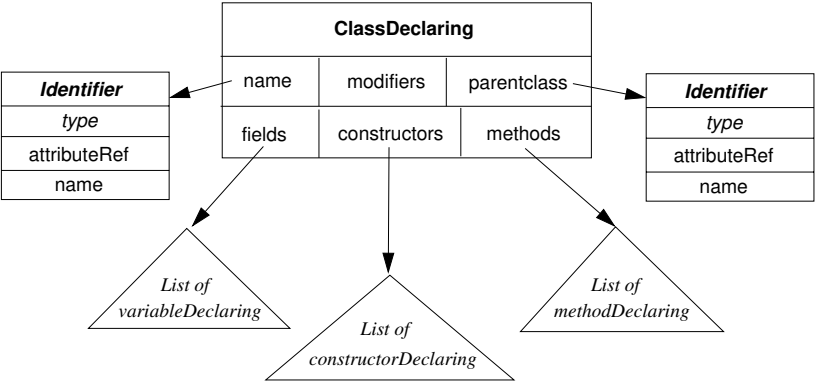 ClassDeclaring
name modifiers parentclass
fields constructors methods
Identifier
type
attributeRef
name
Identifier
type
attributeRef
name
List of
variableDeclaring
List of
constructorDeclaring
List of
methodDeclaring